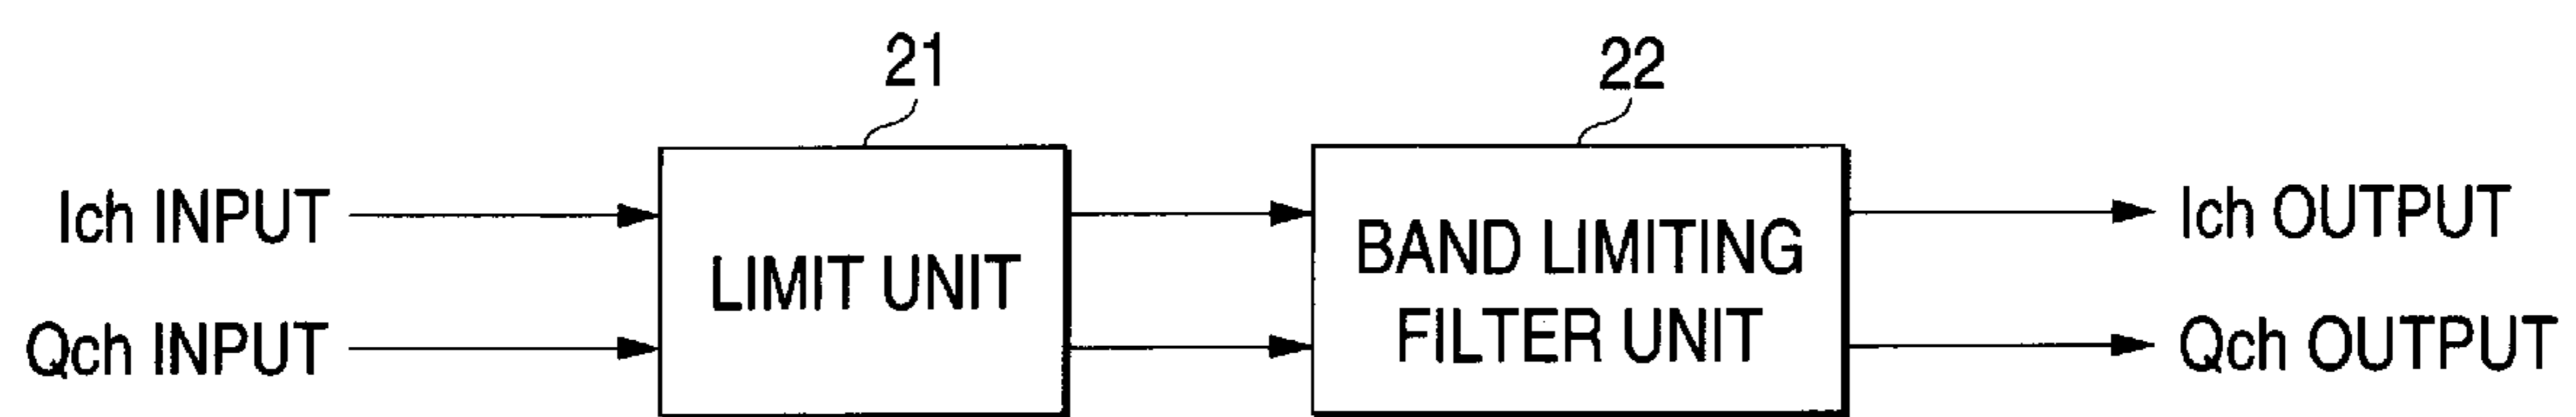 21
22
Ich INPUT
Qch INPUT
LIMIT UNIT
BAND LIMITING
FILTER UNIT
Ich OUTPUT
Qch OUTPUT